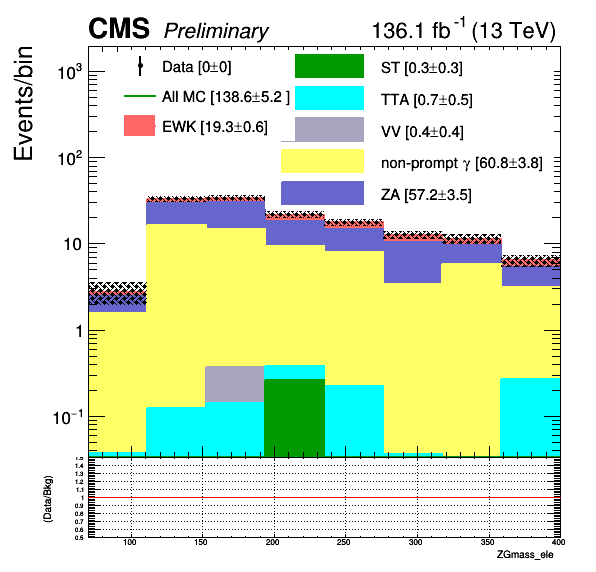 CMS Preliminary 136.1 fb⁻¹ (13 TeV)
Events/bin
Data [0±0]
All MC [138.6±5.2 ]
EWK [19.3±0.6]
ST [0.3±0.3]
TTA [0.7±0.5]
VV [0.4±0.4]
non-prompt γ [60.8±3.8]
ZA [57.2±3.5]
10³
10²
10
1
10⁻¹
(Data/Bkg)
1.5
1.4
1.3
1.2
1.1
1
0.9
0.8
0.7
0.6
0.5
100 150 200 250 300 350 400
ZGmass_ele